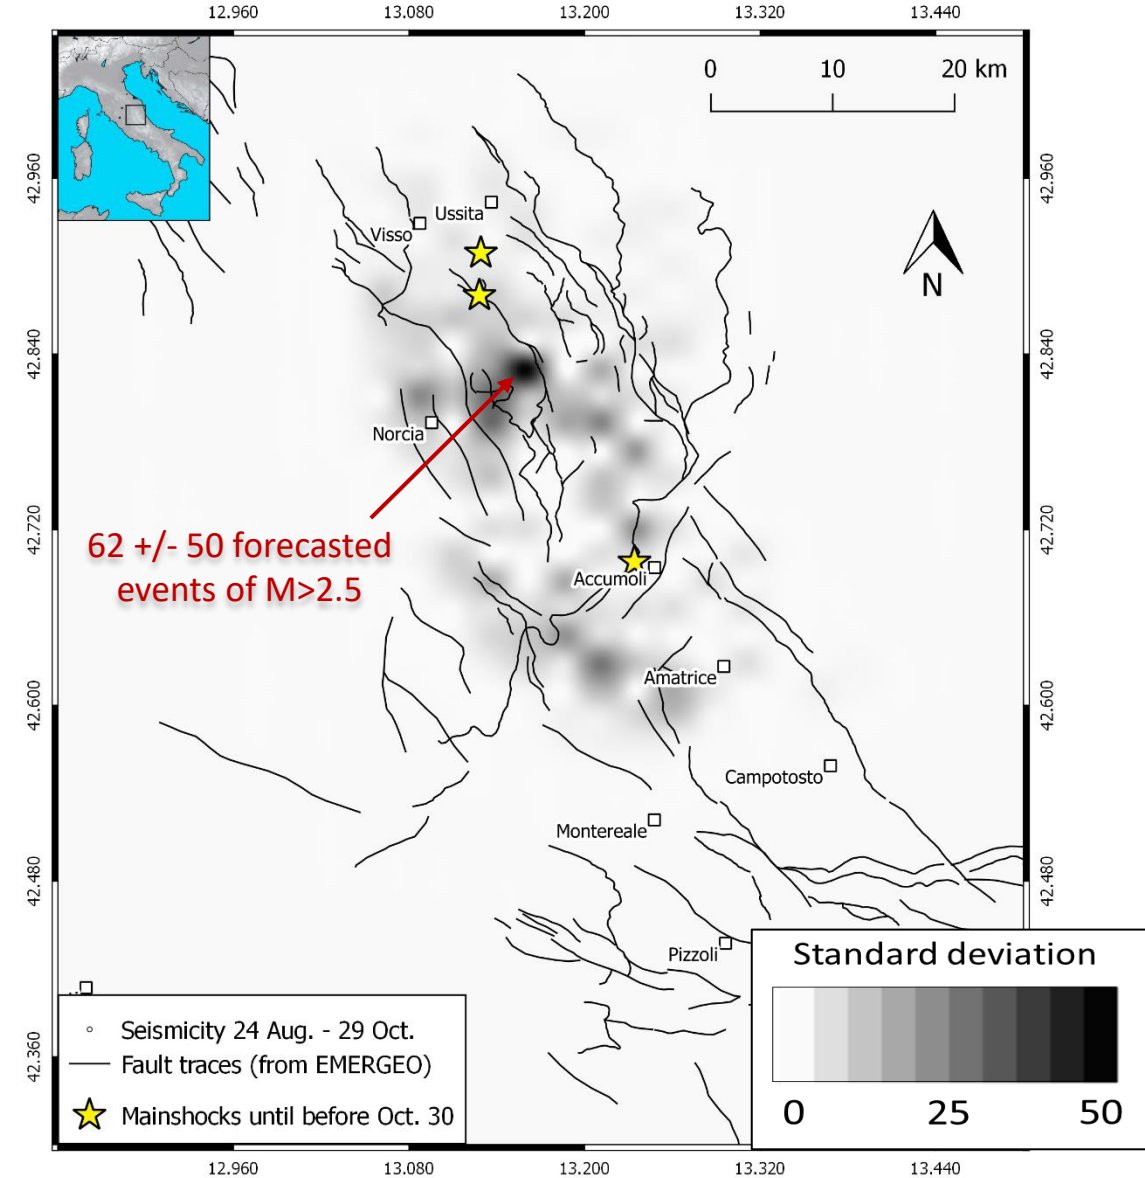 12.960 13.080 13.200 13.320 13.440
0 10 20 km
42.960 42.960
Ussita
Visso
N
42.840 42.840
Norcia
42.720 42.720
62 +/- 50 forecasted
events of M>2.5
Accumoli
Amatrice
42.600 42.600
Campotosto
Montereale
42.480 42.480
Pizzoli
Standard deviation
0 25 50
Seismicity 24 Aug. - 29 Oct.
Fault traces (from EMERGEO)
Mainshocks until before Oct. 30
42.360 42.360
12.960 13.080 13.200 13.320 13.440